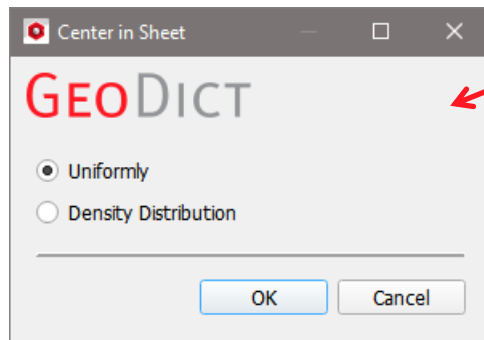 Center in Sheet
GEODICT
Uniformly
Density Distribution
OK
Cancel